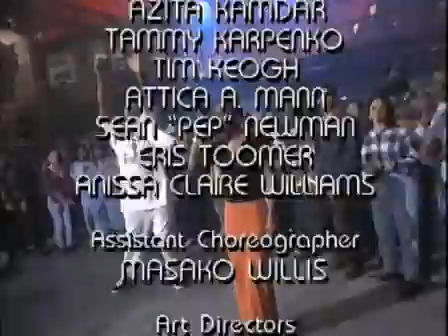 AZITA KAMDAR
TAMMY KARPENKO
TIM KEOGH
ATTICA A. MANN
SEAN "PEP" NEWMAN
ERIS TOOMER
ANISSA CLAIRE WILLIAMS
Assistant Choreographer
MASAKO WILLIS
Art Directors